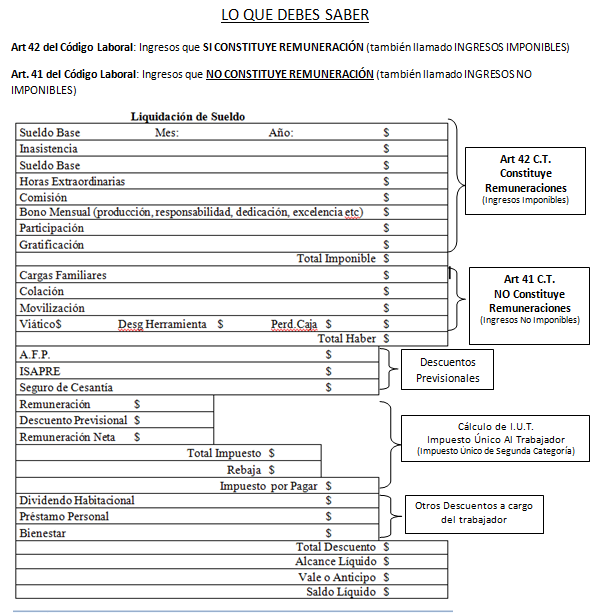 LO QUE DEBES SABER
Art 42 del Código Laboral: Ingresos que SI CONSTITUYE REMUNERACIÓN (también llamado INGRESOS IMPONIBLES)
Art. 41 del Código Laboral: Ingresos que NO CONSTITUYE REMUNERACIÓN (también llamado INGRESOS NO
IMPONIBLES)
Liquidación de Sueldo
Sueldo Base Mes: Año: $
Inasistencia $
Sueldo Base $
Horas Extraordinarias $
Comisión $
Bono Mensual (producción, responsabilidad, dedicación, excelencia etc) $
Participación $
Gratificación $
Total Imponible $
Art 42 C.T.
Constituye
Remuneraciones
(Ingresos Imponibles)
Cargas Familiares $
Colación $
Movilización $
Viático$ Desg Herramienta $ Perd.Caja $ $
Total Haber $
Art 41 C.T.
NO Constituye
Remuneraciones
(Ingresos No Imponibles)
A.F.P. $
ISAPRE $
Seguro de Cesantía $
Descuentos
Previsionales
Remuneración $
Descuento Previsional $
Remuneración Neta $
Total Impuesto $
Rebaja $
Impuesto por Pagar $
Cálculo de I.U.T.
Impuesto Único Al Trabajador
(Impuesto Único de Segunda Categoría)
Dividendo Habitacional $
Préstamo Personal $
Bienestar $
Otros Descuentos a cargo
del trabajador
Total Descuento $
Alcance Líquido $
Vale o Anticipo $
Saldo Líquido $